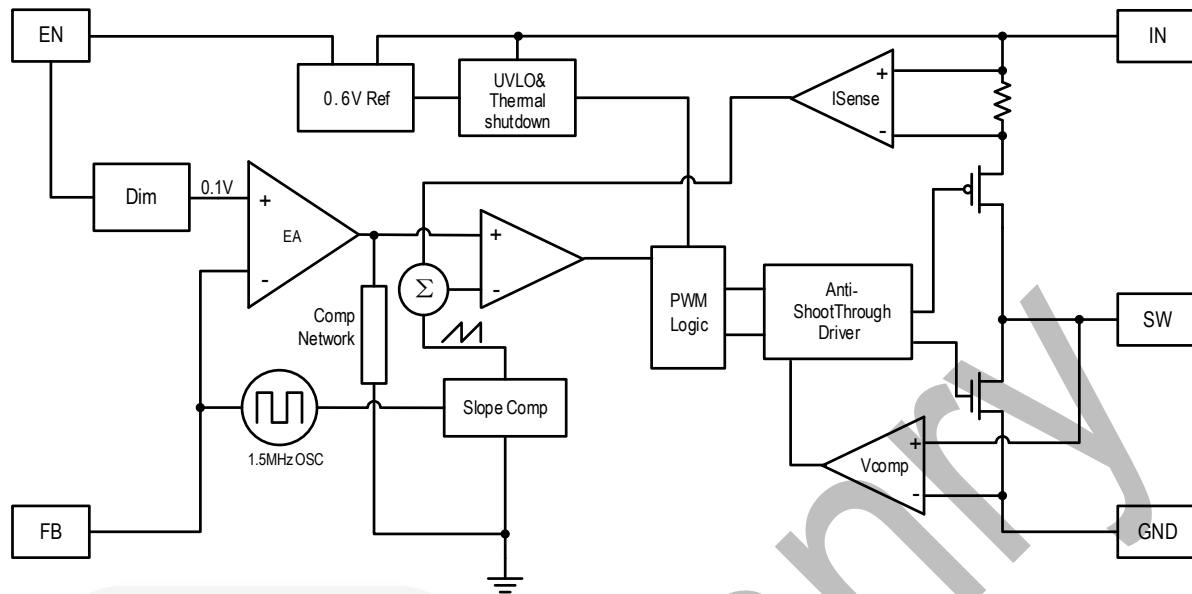 EN
IN
0.6V Ref
UVLO&
Thermal
shutdown
+
ISense
-
Dim
0.1V
+
EA
-
+
-
Σ
Comp
Network
PWM
Logic
Anti-
ShootThrough
Driver
SW
Slope Comp
1.5MHz OSC
+
Vcomp
-
FB
GND